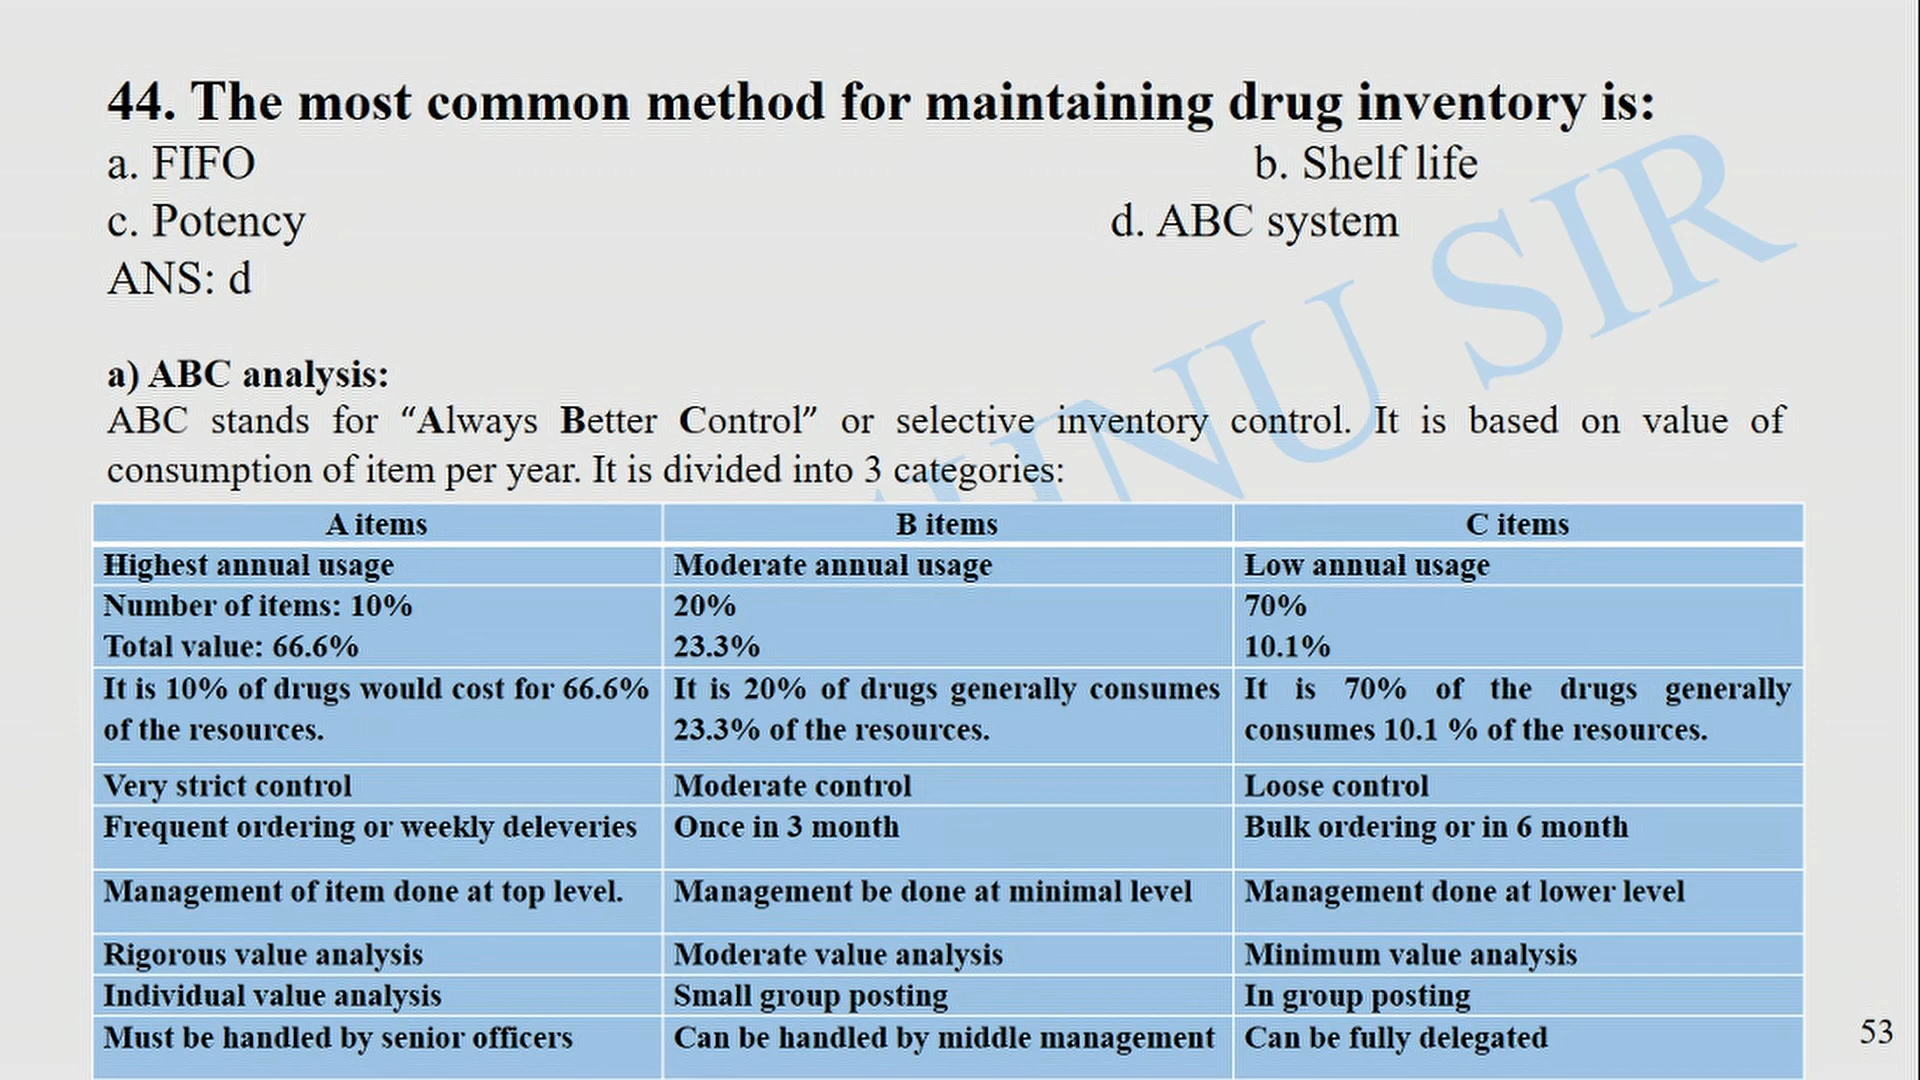 44. The most common method for maintaining drug inventory is:
a. FIFO b. Shelf life
c. Potency d. ABC system
ANS: d
a) ABC analysis:
ABC stands for “Always Better Control” or selective inventory control. It is based on value of
consumption of item per year. It is divided into 3 categories:
A items B items C items
Highest annual usage Moderate annual usage Low annual usage
Number of items: 10% 20% 70%
Total value: 66.6% 23.3% 10.1%
It is 10% of drugs would cost for 66.6% It is 20% of drugs generally consumes It is 70% of the drugs generally
of the resources. 23.3% of the resources. consumes 10.1 % of the resources.
Very strict control Moderate control Loose control
Frequent ordering or weekly deleveries Once in 3 month Bulk ordering or in 6 month
Management of item done at top level. Management be done at minimal level Management done at lower level
Rigorous value analysis Moderate value analysis Minimum value analysis
Individual value analysis Small group posting In group posting
Must be handled by senior officers Can be handled by middle management Can be fully delegated
53
SIR